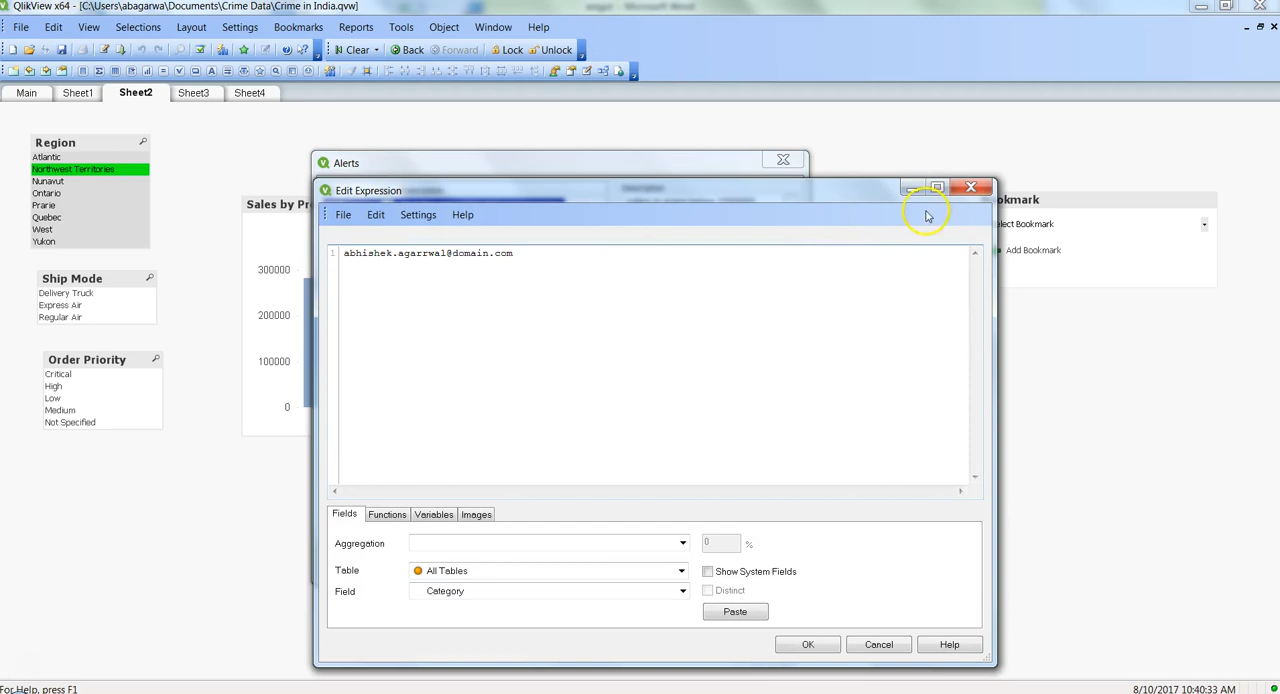 QlikView x64 - [C:\Users\abagarwa\Documents\Crime Data\Crime in India.qvw]
File Edit View Selections Layout Settings Bookmarks Reports Tools Object Window Help
Clear Back Forward Lock Unlock
Main Sheet1 Sheet2 Sheet3 Sheet4
Region
Atlantic
Northwest Territories
Nunavut
Ontario
Prarie
Quebec
West
Yukon
Ship Mode
Delivery Truck
Express Air
Regular Air
Order Priority
Critical
High
Low
Medium
Not Specified
Sales by Pr
300000
200000
100000
0
Alerts
Edit Expression
File Edit Settings Help
1 abhishek.agarrwal@domain.com
Fields Functions Variables Images
Aggregation 0 %
Table All Tables Show System Fields
Field Category Distinct
Paste
OK Cancel Help
okmark
elect Bookmark
Add Bookmark
For Help, press F1 8/10/2017 10:40:33 AM